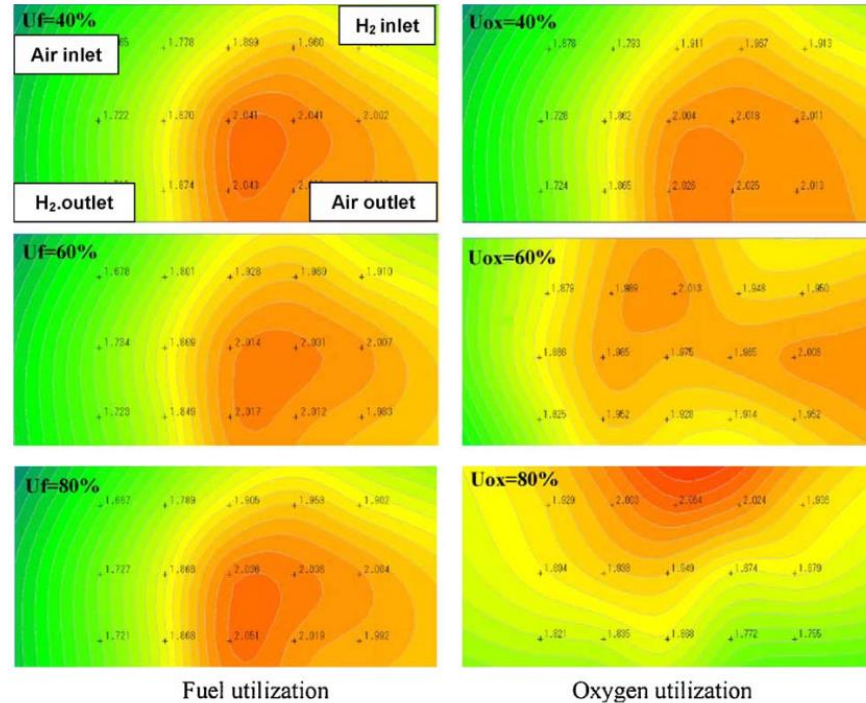 Uf=40%
H2 inlet
Air inlet
1.778 1.899 1.960
1.722 1.870 2.041 2.041 2.002
1.874 2.043
H2.outlet
Air outlet
Uf=60%
1.678 1.801 1.928 1.989 1.910
1.734 1.869 2.014 2.031 2.007
1.723 1.849 2.017 2.012 1.983
Uf=80%
1.667 1.789 1.905 1.953 1.902
1.727 1.868 2.036 2.036 2.004
1.721 1.868 2.051 2.019 1.992
Fuel utilization
Uox=40%
1.678 1.793 1.911 1.967 1.913
1.728 1.862 2.004 2.018 2.011
1.724 1.865 2.026 2.025 2.013
Uox=60%
1.879 1.989 2.013 1.948 1.950
1.886 1.985 1.975 1.965 2.008
1.825 1.952 1.928 1.914 1.952
Uox=80%
1.929 2.003 2.054 2.024 1.935
1.894 1.938 1.949 1.874 1.879
1.821 1.835 1.868 1.772 1.755
Oxygen utilization